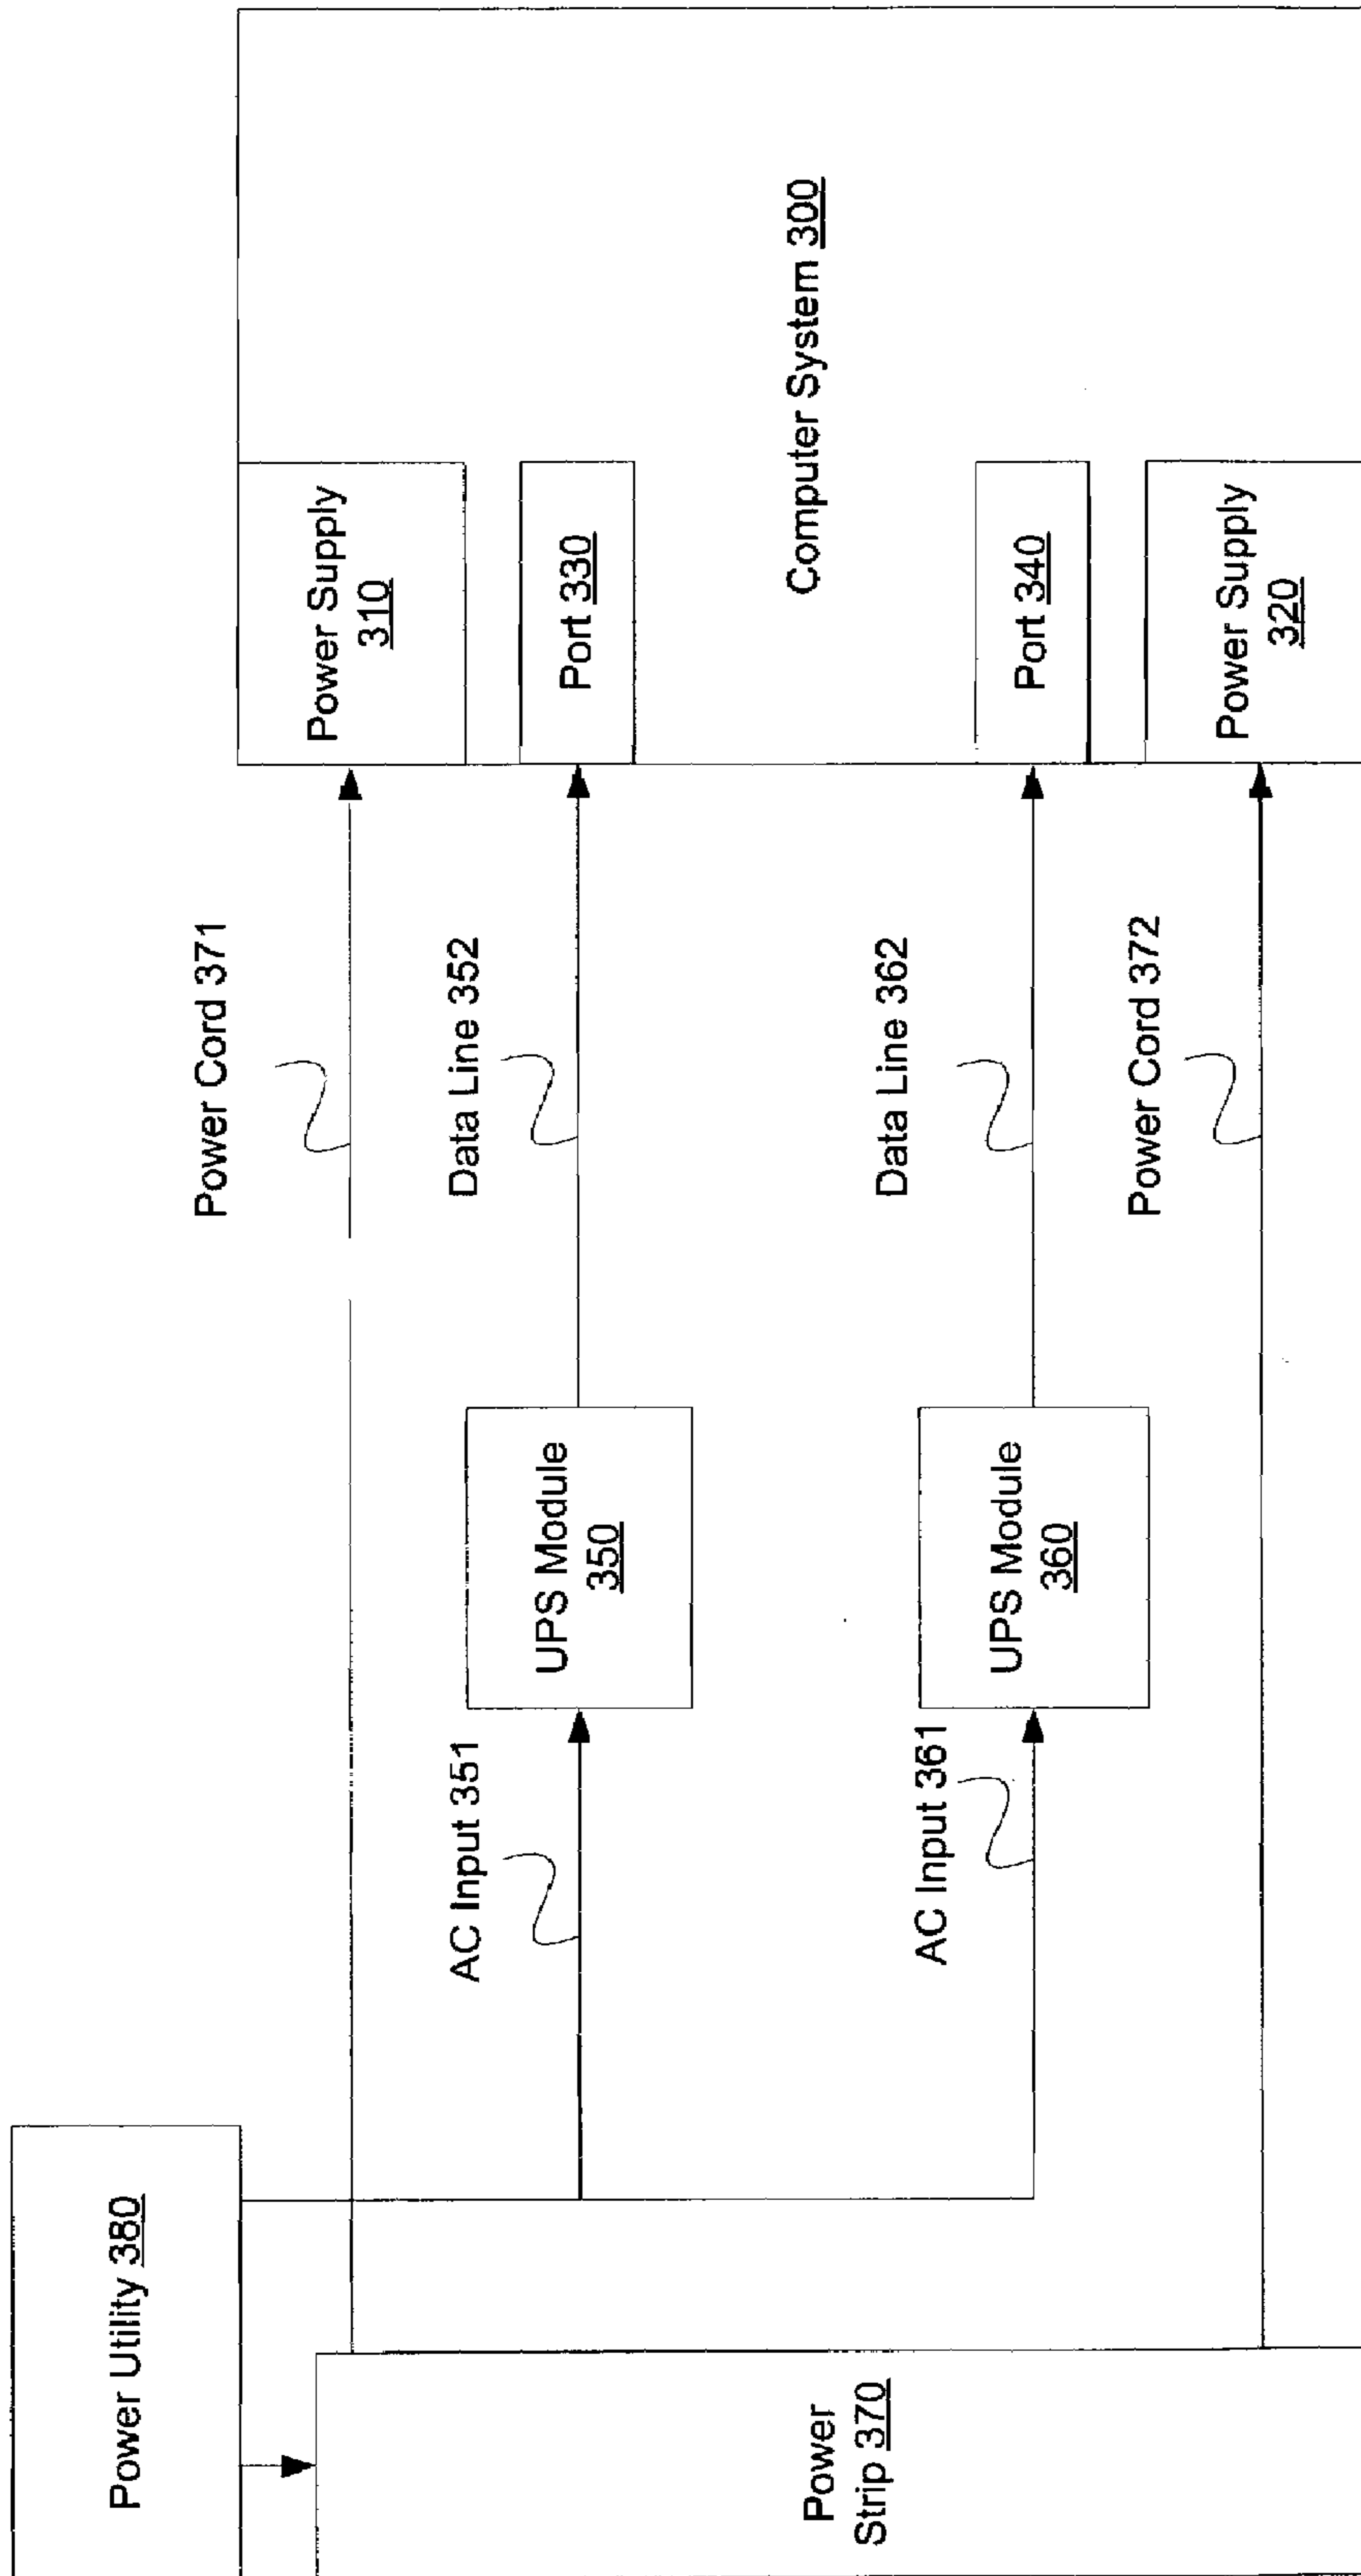 Power Utility 380
Power Cord 371
Power Supply
310
AC Input 351
UPS Module
350
Data Line 352
Port 330
Power
Strip 370
Computer System 300
AC Input 361
UPS Module
360
Data Line 362
Port 340
Power Cord 372
Power Supply
320